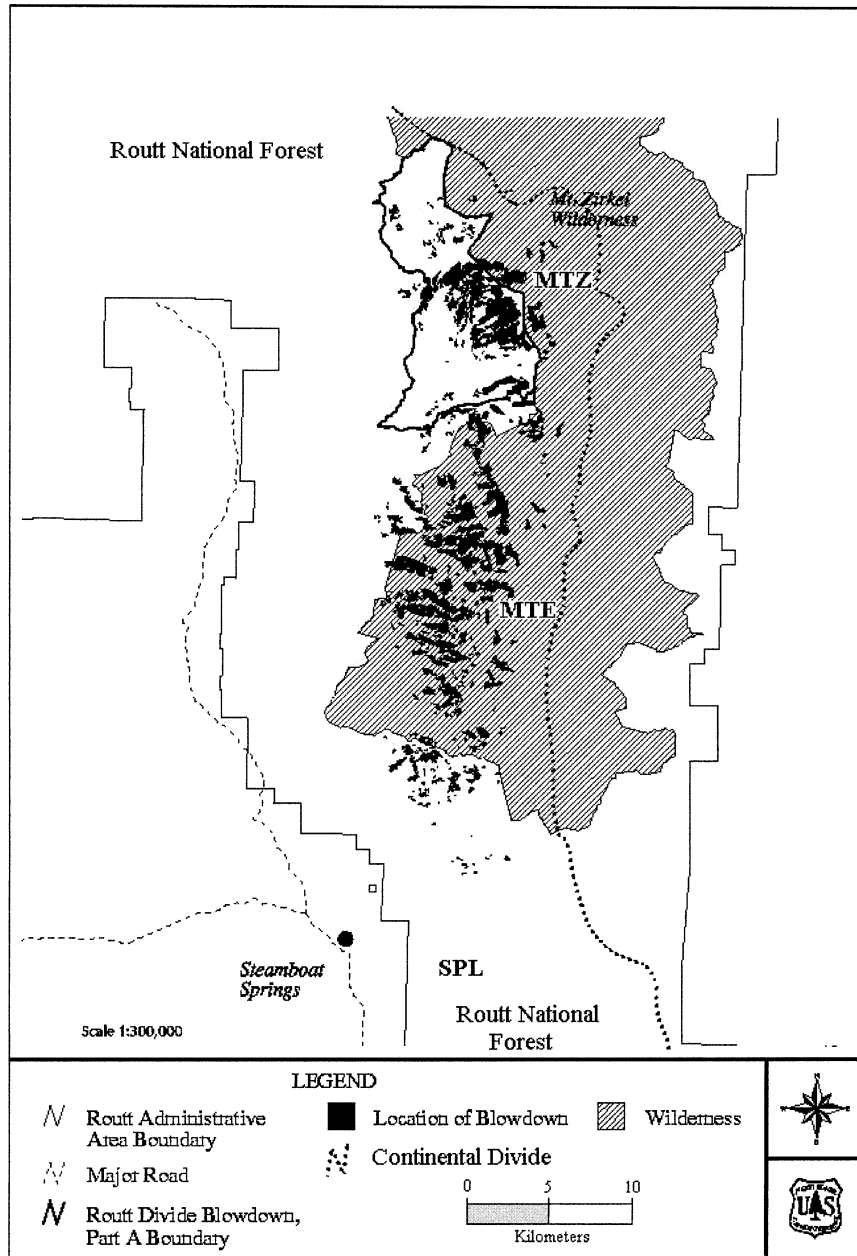 Routt National Forest
Mt. Zirkel
Wilderness
MTZ
MTE
Steamboat
Springs
SPL
Routt National
Forest
Scale 1:300,000
LEGEND
Routt Administrative
Area Boundary
Major Road
Routt Divide Blowdown,
Part A Boundary
Location of Blowdown
Continental Divide
Wilderness
0 5 10
Kilometers
N
U S